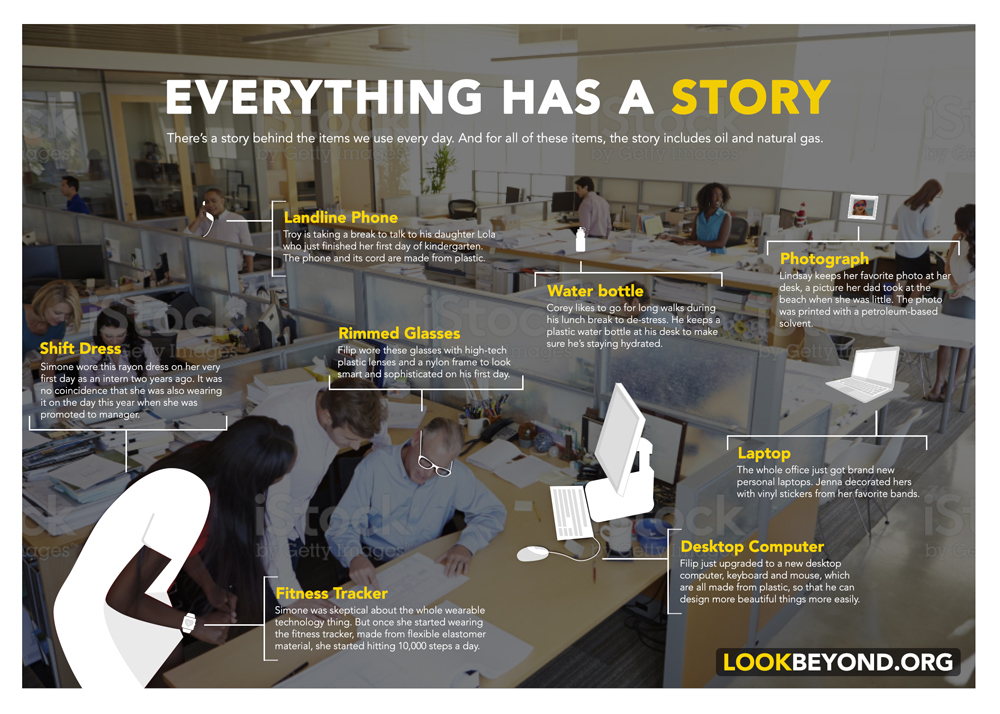 EVERYTHING HAS A STORY
There's a story behind the items we use every day. And for all of these items, the story includes oil and natural gas.
Landline Phone
Troy is taking a break to talk to his daughter Lola
who just finished her first day of kindergarten.
The phone and its cord are made from plastic.
Photograph
Lindsay keeps her favorite photo at her
desk, a picture her dad took at the
beach when she was little. The photo
was printed with a petroleum-based
solvent.
Water bottle
Corey likes to go for long walks during
his lunch break to de-stress. He keeps a
plastic water bottle at his desk to make
sure he's staying hydrated.
Rimmed Glasses
Filip wore these glasses with high-tech
plastic lenses and a nylon frame to look
smart and sophisticated on his first day.
Shift Dress
Simone wore this rayon dress on her very
first day as an intern two years ago. It was
no coincidence that she was also wearing
it on the day this year when she was
promoted to manager.
Laptop
The whole office just got brand new
personal laptops. Jenna decorated hers
with vinyl stickers from her favorite bands.
Desktop Computer
Filip just upgraded to a new desktop
computer, keyboard and mouse, which
are all made from plastic, so that he can
design more beautiful things more easily.
Fitness Tracker
Simone was skeptical about the whole wearable
technology thing. But once she started wearing
the fitness tracker, made from flexible elastomer
material, she started hitting 10,000 steps a day.
LOOKBEYOND.ORG
iStock
by Getty Images